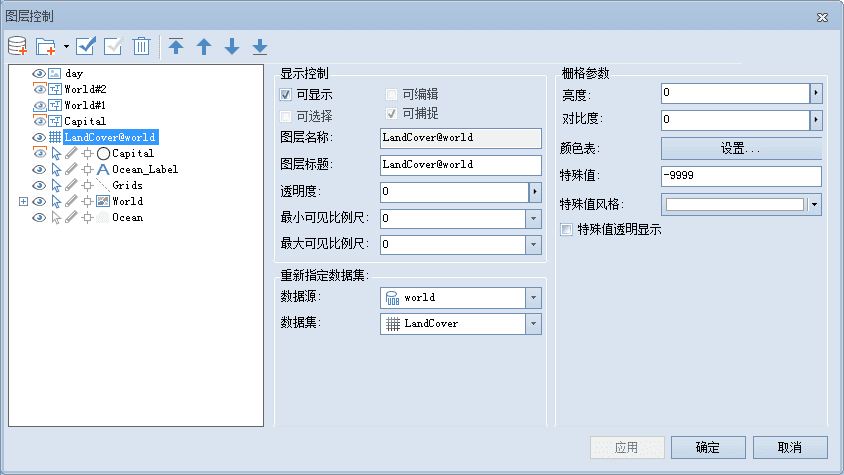 图层控制
day
World#2
World#1
Capital
LandCover@world
Capital
Ocean_Label
Grids
World
Ocean
显示控制
可显示
可编辑
可选择
可捕捉
图层名称:
LandCover@world
图层标题:
LandCover@world
透明度:
0
最小可见比例尺:
0
最大可见比例尺:
0
重新指定数据集:
数据源:
world
数据集:
LandCover
栅格参数
亮度:
0
对比度:
0
颜色表:
设置...
特殊值:
-9999
特殊值风格:
特殊值透明显示
应用
确定
取消